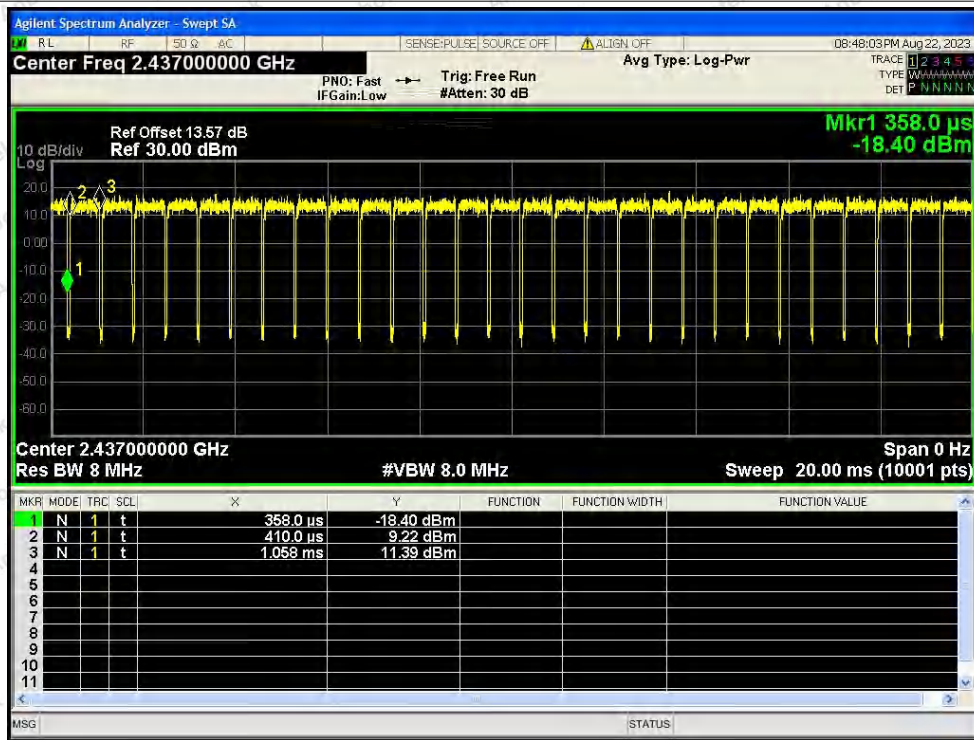 Agilent Spectrum Analyzer - Swept SA
RL RF 50 Ω AC SENSE:PULSE SOURCE OFF ALIGN OFF 08:48:03 PM Aug 22, 2023
Center Freq 2.437000000 GHz
PNO: Fast
IFGain:Low
Trig: Free Run
#Atten: 30 dB
Avg Type: Log-Pwr
TRACE 1 2 3 4 5
TYPE
DET P N N N N N
Mkr1 358.0 µs
-18.40 dBm
Ref Offset 13.57 dB
10 dB/div Ref 30.00 dBm
Log
20.0
10.0
0.00
-10.0
-20.0
-30.0
-40.0
-50.0
-60.0
1
2
3
Center 2.437000000 GHz Span 0 Hz
Res BW 8 MHz #VBW 8.0 MHz Sweep 20.00 ms (10001 pts)
MKR MODE TRC SCL X Y FUNCTION FUNCTION WIDTH FUNCTION VALUE
1 N 1 t 358.0 µs -18.40 dBm
2 N 1 t 410.0 µs 9.22 dBm
3 N 1 t 1.058 ms 11.39 dBm
4
5
6
7
8
9
10
11
MSG STATUS